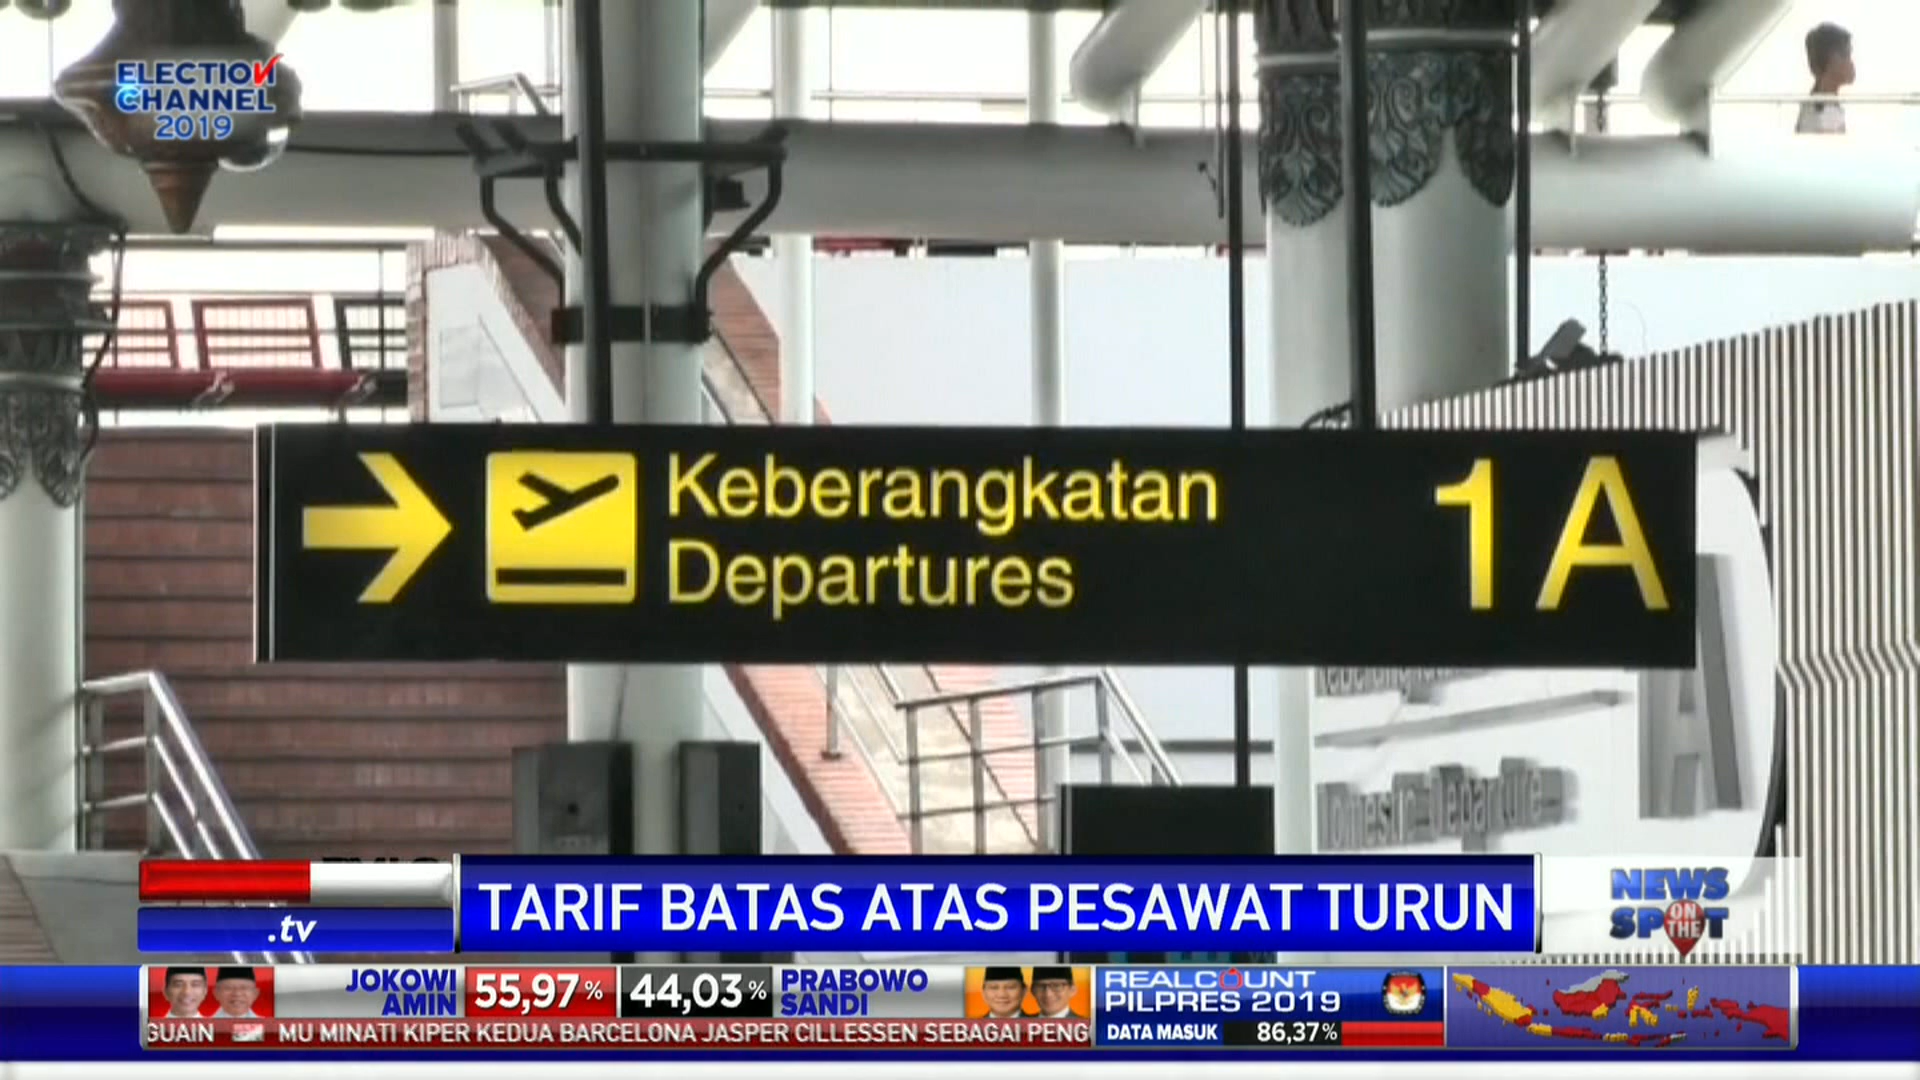 ELECTION
CHANNEL
2019
Keberangkatan
Departures
1A
.tv
TARIF BATAS ATAS PESAWAT TURUN
NEWS
SPOT
ON
THE
JOKOWI
AMIN
55,97%
44,03%
PRABOWO
SANDI
REAL COUNT
PILPRES 2019
DATA MASUK 86,37%
GUAIN MU MINATI KIPER KEDUA BARCELONA JASPER CILLESSEN SEBAGAI PENG